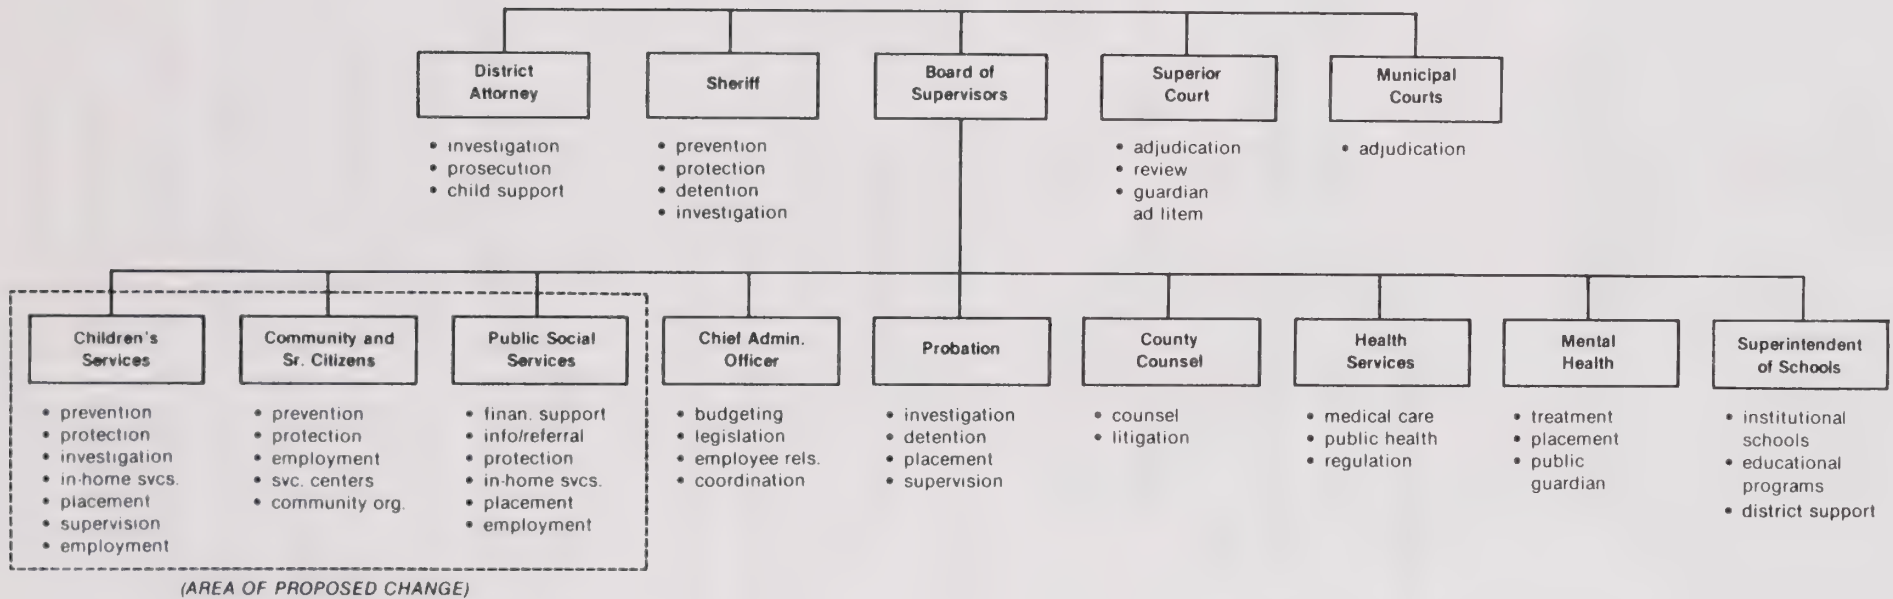 District
Attorney
• investigation
• prosecution
• child support
Sheriff
• prevention
• protection
• detention
• investigation
Board of
Supervisors
Superior
Court
• adjudication
• review
• guardian
ad litem
Municipal
Courts
• adjudication
Children's
Services
• prevention
• protection
• investigation
• in-home svcs.
• placement
• supervision
• employment
Community and
Sr. Citizens
• prevention
• protection
• employment
• svc. centers
• community org.
Public Social
Services
• finan. support
• info/referral
• protection
• in-home svcs.
• placement
• employment
Chief Admin.
Officer
• budgeting
• legislation
• employee rels.
• coordination
Probation
• investigation
• detention
• placement
• supervision
County
Counsel
• counsel
• litigation
Health
Services
• medical care
• public health
• regulation
Mental
Health
• treatment
• placement
• public
guardian
Superintendent
of Schools
• institutional
schools
• educational
programs
• district support
(AREA OF PROPOSED CHANGE)